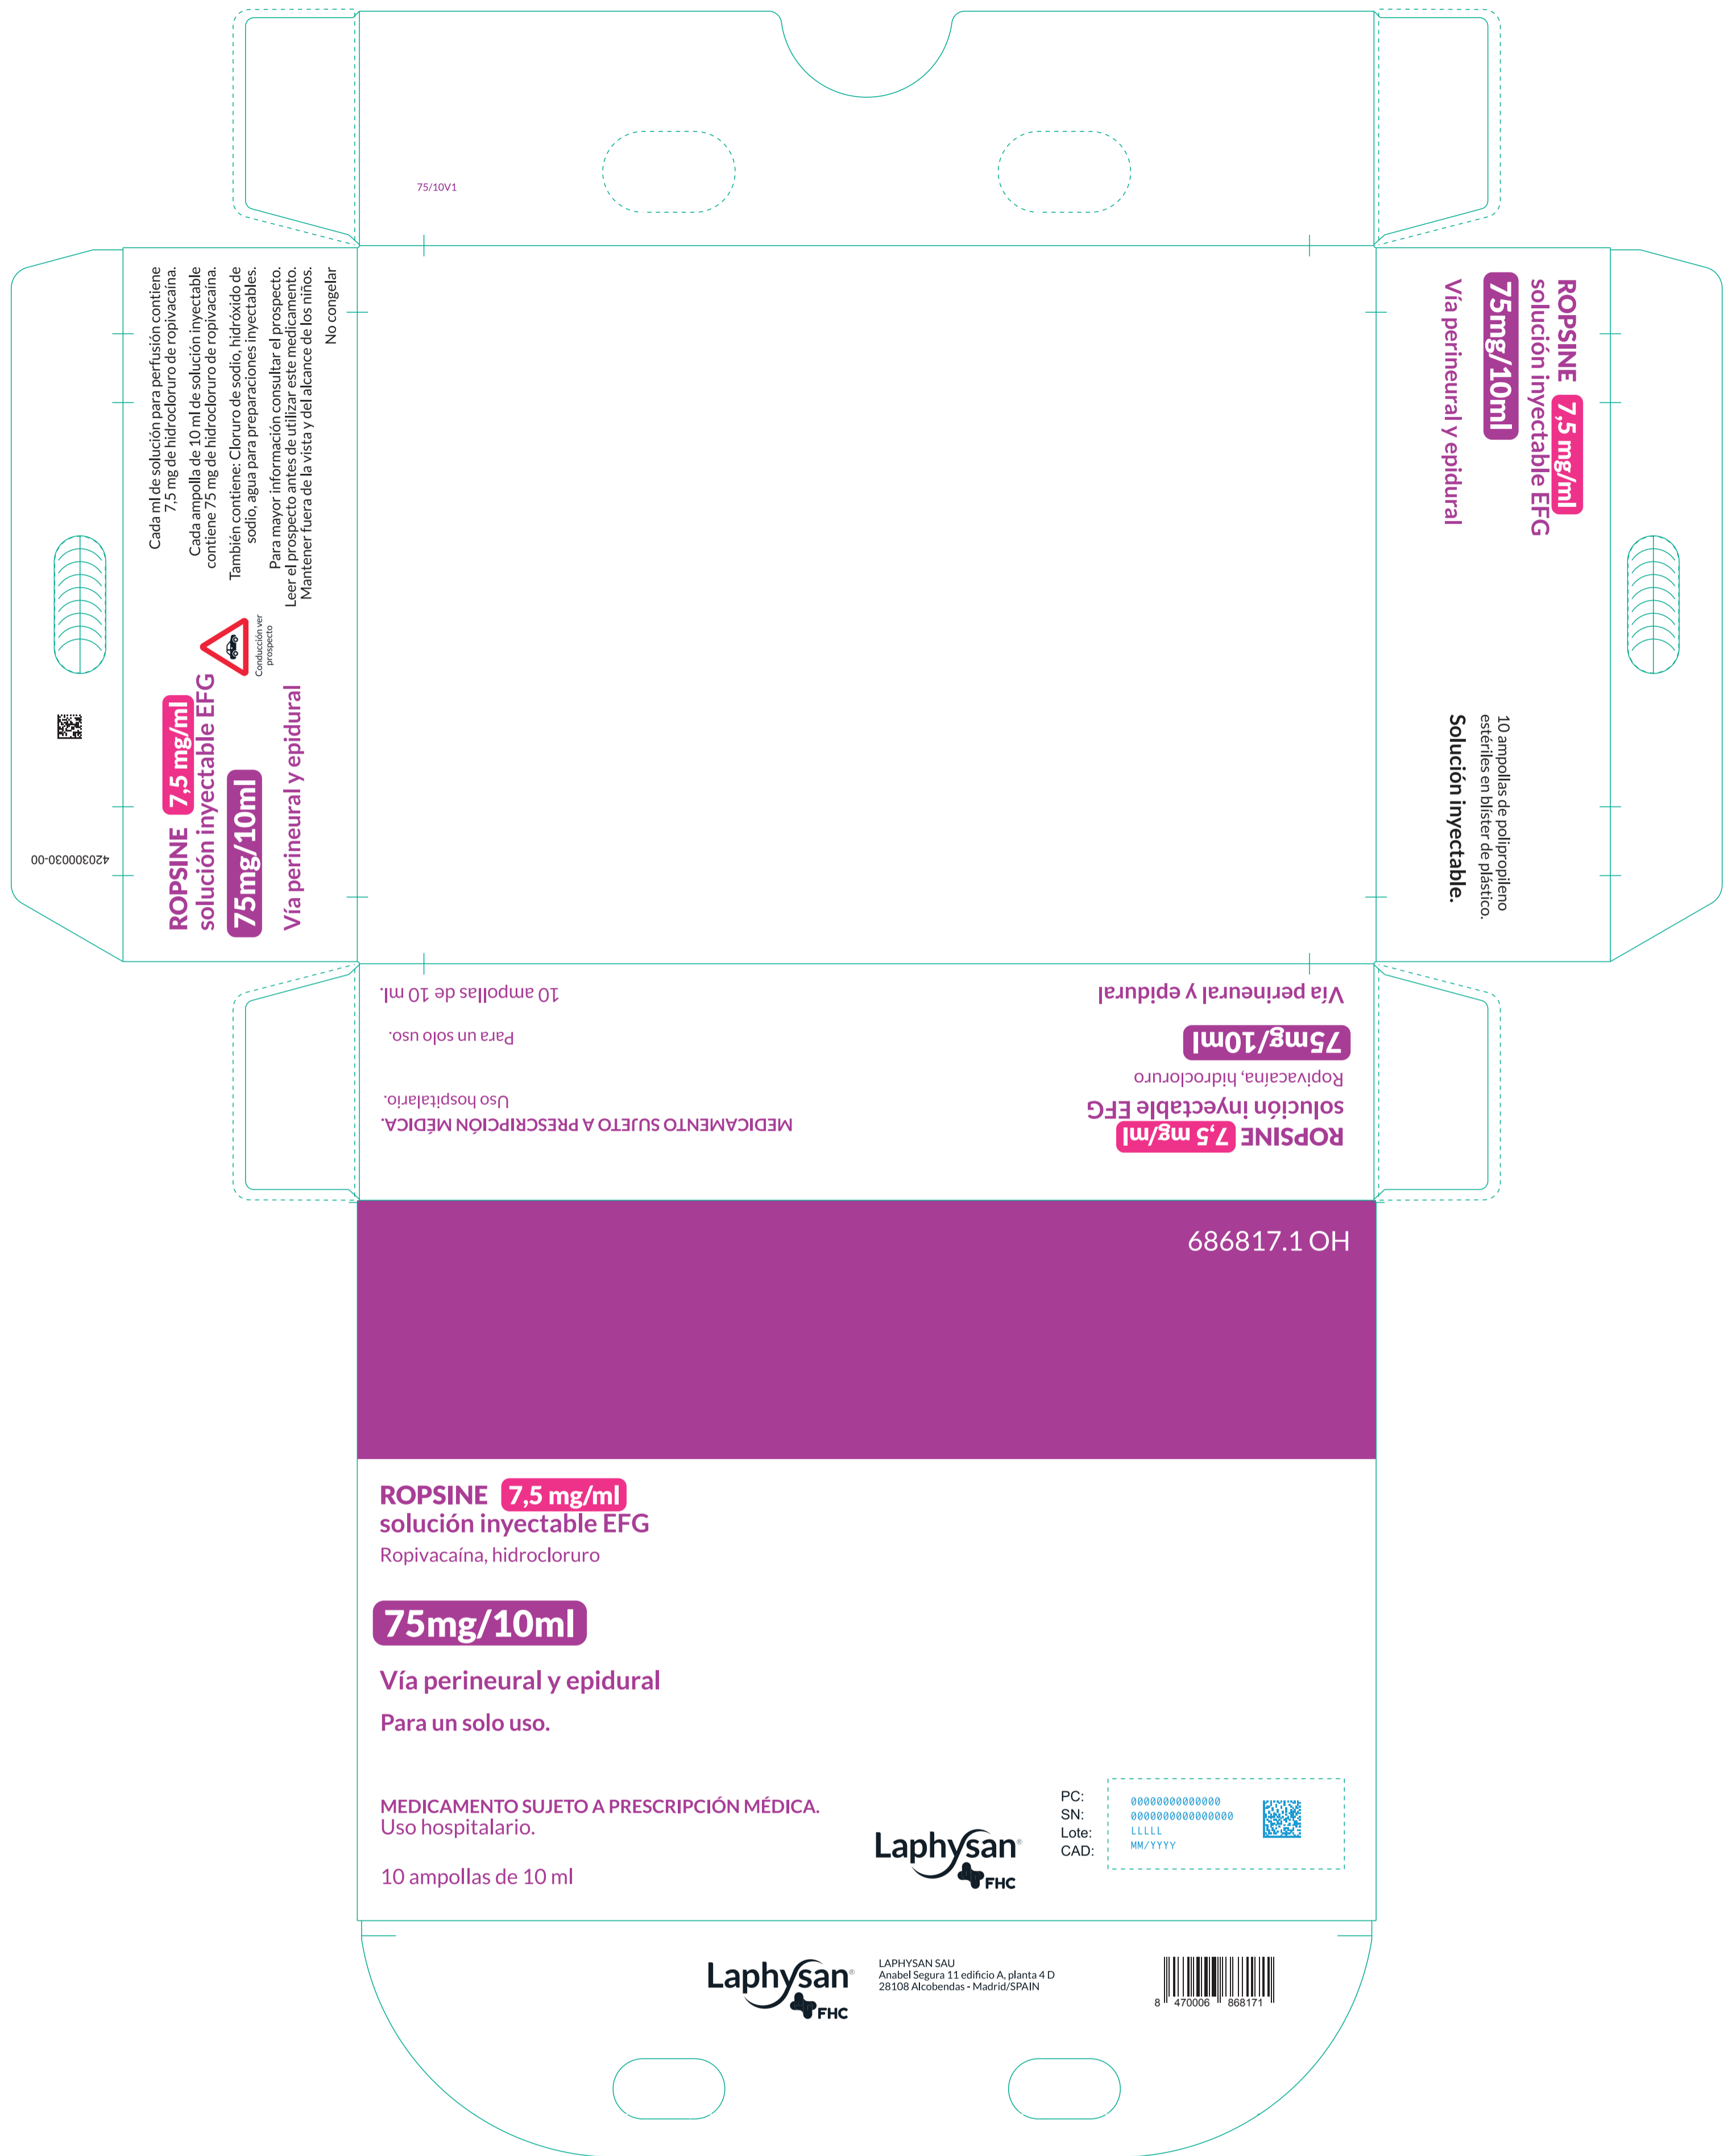 75/10V1
Cada ml de solución para perfusión contiene
7,5 mg de hidrocloruro de ropivacaína.
Cada ampolla de 10 ml de solución inyectable
contiene 75 mg de hidrocloruro de ropivacaína.
También contiene: Cloruro de sodio, hidróxido de
sodio, agua para preparaciones inyectables.
Para mayor información consultar el prospecto.
Leer el prospecto antes de utilizar este medicamento.
Mantener fuera de la vista y del alcance de los niños.
No congelar
Conducción ver
prospecto
ROPSINE 7,5 mg/ml
solución inyectable EFG
75mg/10ml
Vía perineural y epidural
420300030-00
ROPSINE 7,5 mg/ml
solución inyectable EFG
75mg/10ml
Vía perineural y epidural
10 ampollas de polipropileno
estériles en blíster de plástico.
Solución inyectable.
ROPSINE 7,5 mg/ml
solución inyectable EFG
Ropivacaína, hidrocloruro
75mg/10ml
Vía perineural y epidural
MEDICAMENTO SUJETO A PRESCRIPCIÓN MÉDICA.
Uso hospitalario.
Para un solo uso.
10 ampollas de 10 ml.
686817.1 OH
ROPSINE 7,5 mg/ml
solución inyectable EFG
Ropivacaína, hidrocloruro
75mg/10ml
Vía perineural y epidural
Para un solo uso.
MEDICAMENTO SUJETO A PRESCRIPCIÓN MÉDICA.
Uso hospitalario.
10 ampollas de 10 ml
Laphysan®
FHC
PC: 00000000000000
SN: 0000000000000000
Lote: LLLLL
CAD: MM/YYYY
Laphysan®
FHC
LAPHYSAN SAU
Anabel Segura 11 edificio A, planta 4 D
28108 Alcobendas - Madrid/SPAIN
8 470006 868171